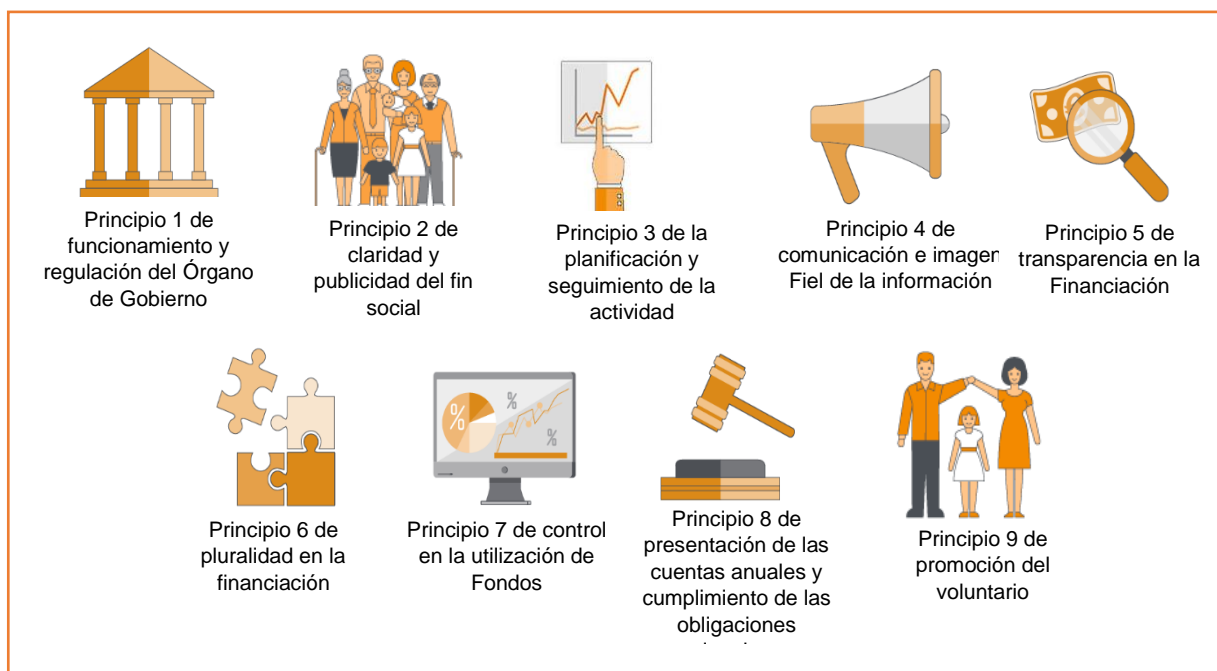 Principio 1 de
funcionamiento y
regulación del Órgano
de Gobierno
Principio 2 de
claridad y
publicidad del fin
social
Principio 3 de la
planificación y
seguimiento de la
actividad
Principio 4 de
comunicación e imagen
Fiel de la información
Principio 5 de
transparencia en la
Financiación
Principio 6 de
pluralidad en la
financiación
%
%
%
Principio 7 de control
en la utilización de
Fondos
Principio 8 de
presentación de las
cuentas anuales y
cumplimiento de las
obligaciones
Principio 9 de
promoción del
voluntario